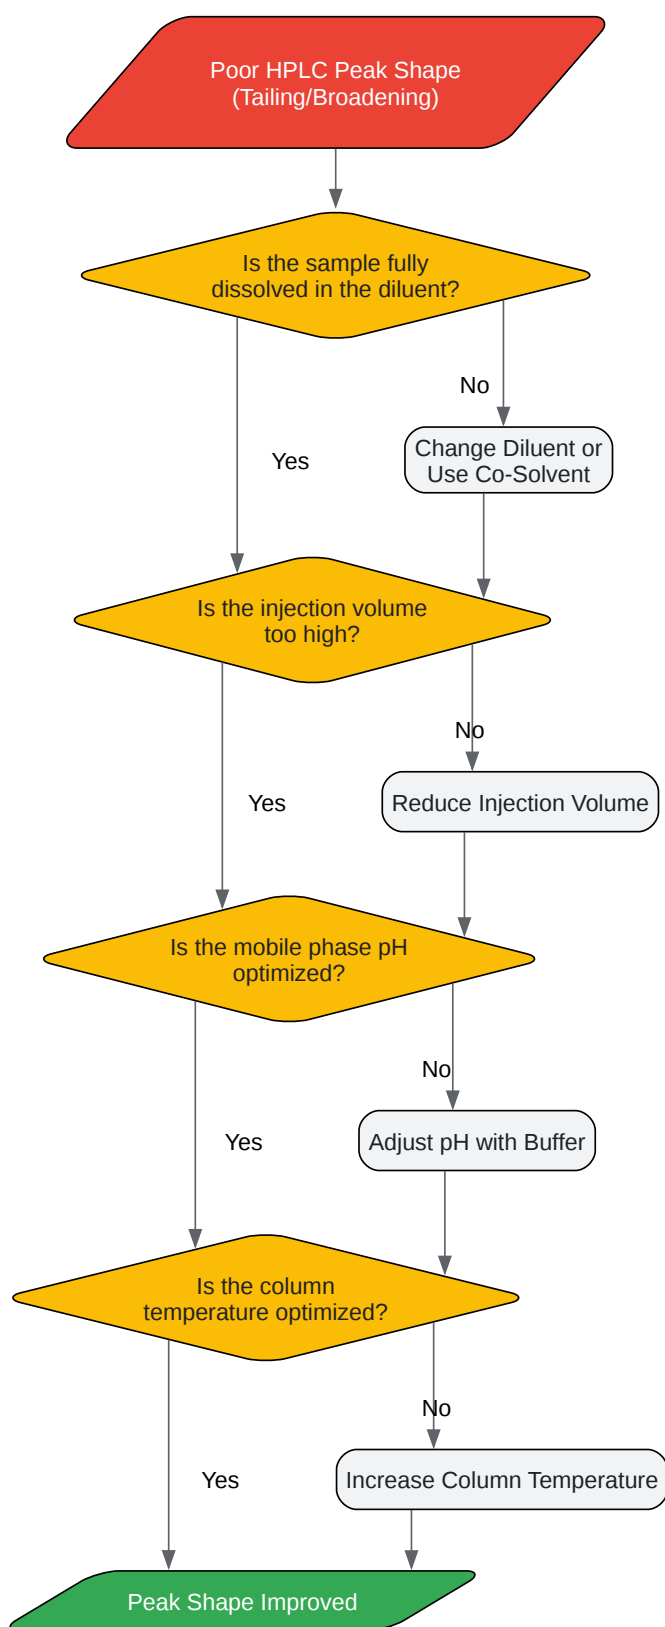 Poor HPLC Peak Shape
(Tailing/Broadening)
Is the sample fully
dissolved in the diluent?
No
Yes
Change Diluent or
Use Co-Solvent
Is the injection volume
too high?
No
Yes
Reduce Injection Volume
Is the mobile phase pH
optimized?
No
Yes
Adjust pH with Buffer
Is the column
temperature optimized?
No
Yes
Increase Column Temperature
Peak Shape Improved